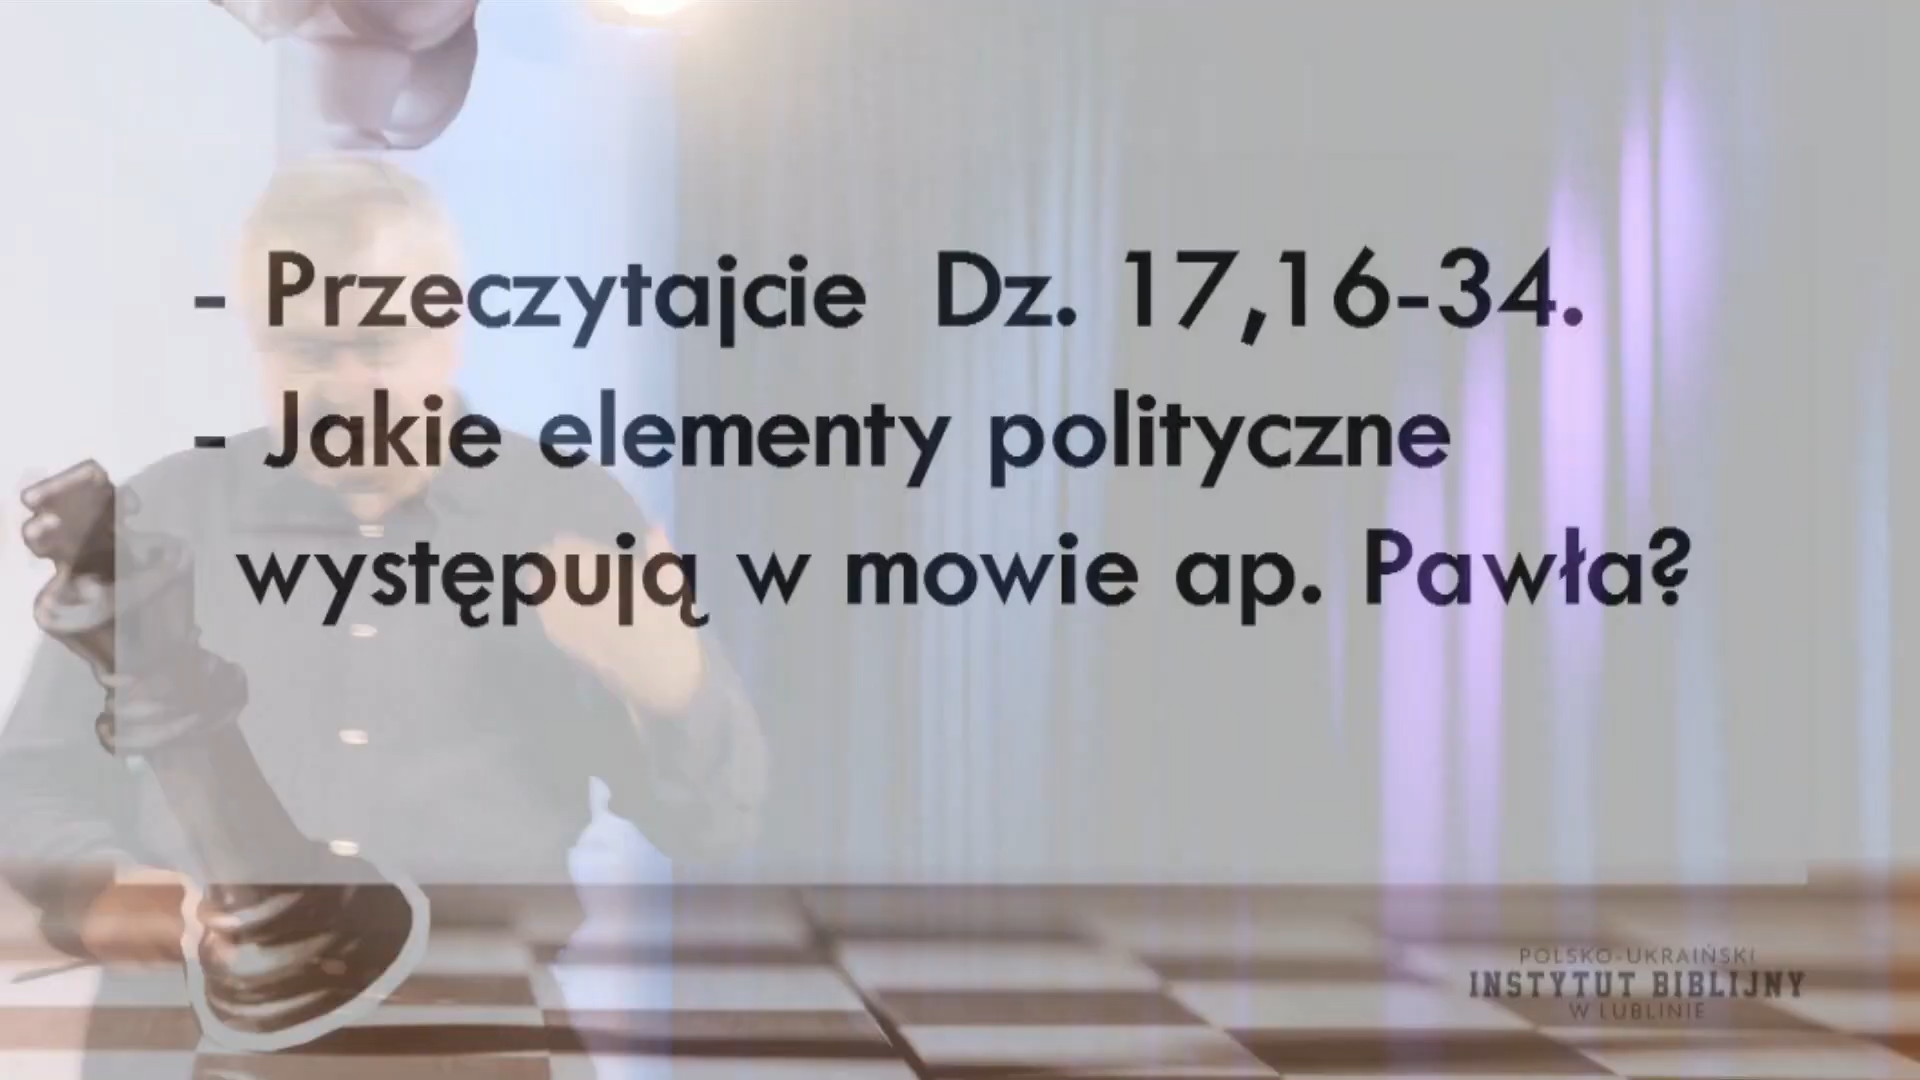 - Przeczytajcie Dz. 17,16-34.
- Jakie elementy polityczne
występują w mowie ap. Pawła?
POLSKO-UKRAIŃSKI
INSTYTUT BIBLIJNY
W LUBLINIE